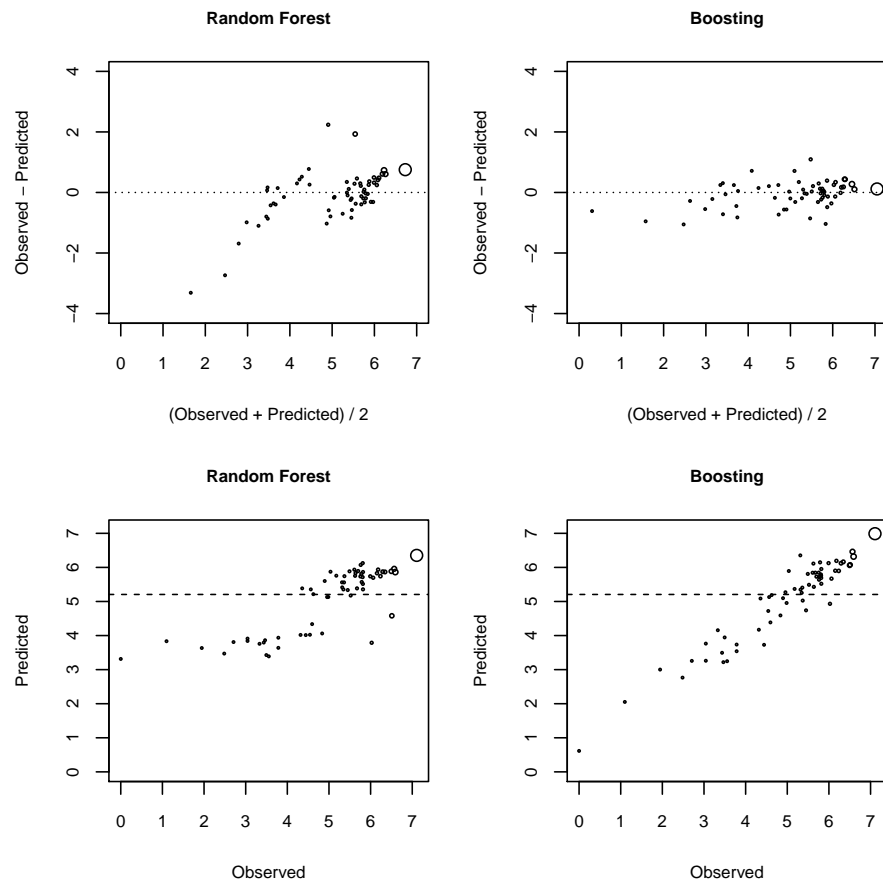 Random Forest
Observed − Predicted
4
2
0
−2
−4
0 1 2 3 4 5 6 7
(Observed + Predicted) / 2
Boosting
Observed − Predicted
4
2
0
−2
−4
0 1 2 3 4 5 6 7
(Observed + Predicted) / 2
Random Forest
Predicted
7
6
5
4
3
2
1
0
0 1 2 3 4 5 6 7
Observed
Boosting
Predicted
7
6
5
4
3
2
1
0
0 1 2 3 4 5 6 7
Observed